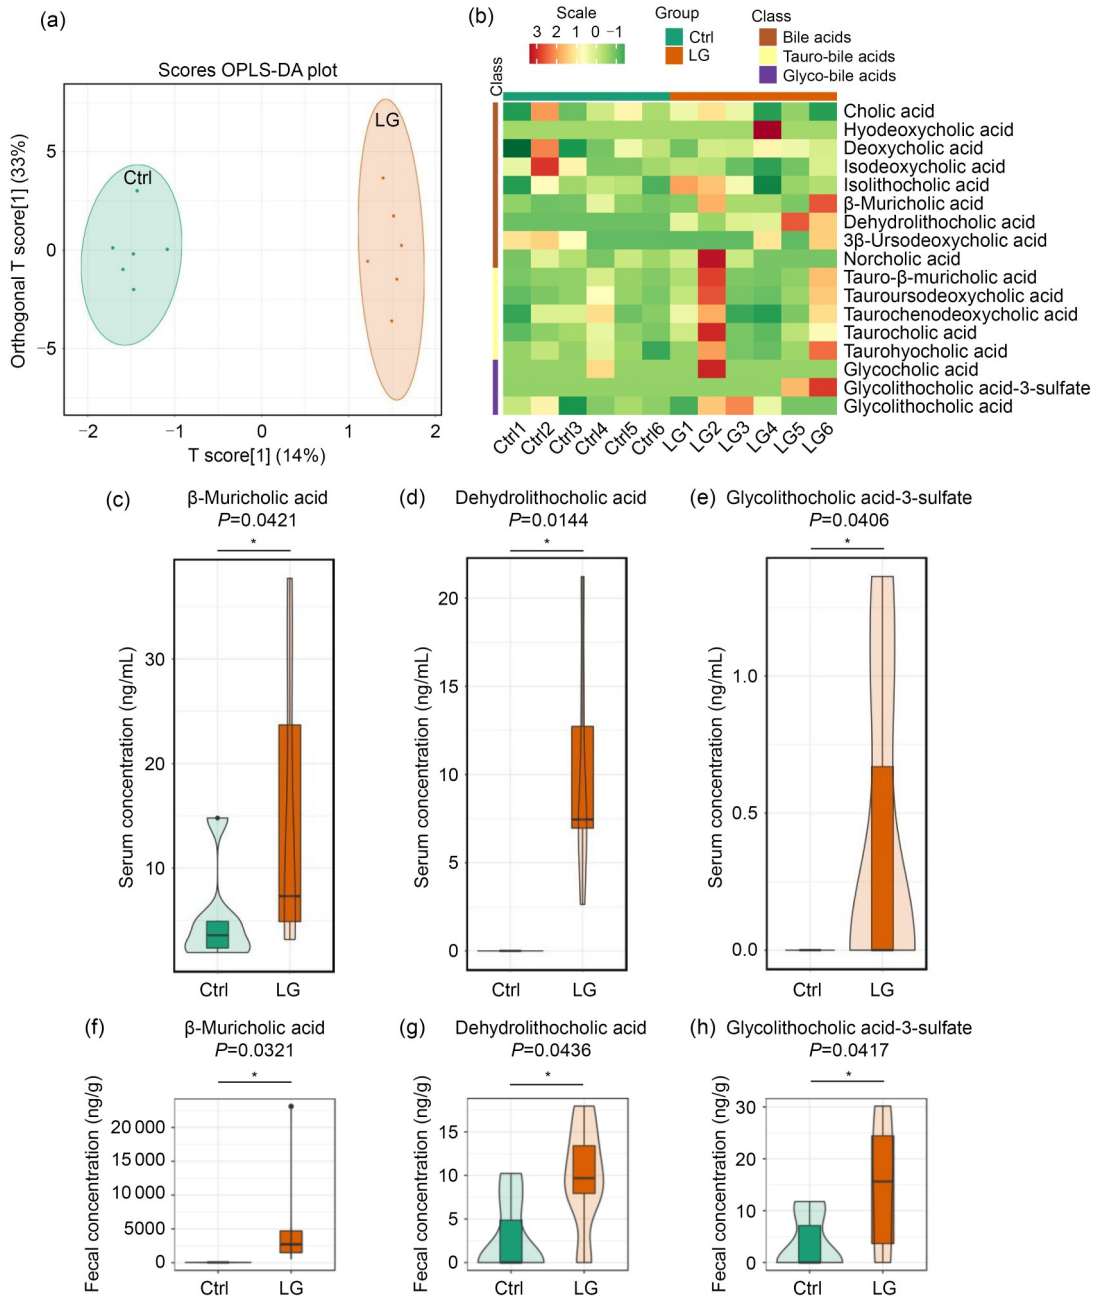 (a)
Scores OPLS-DA plot
Orthogonal T score[1] (33%)
5
0
−5
Ctrl
LG
−2 −1 0 1 2
T score[1] (14%)
(b)
Scale
3 2 1 0 −1
Group
Ctrl
LG
Class
Bile acids
Tauro-bile acids
Glyco-bile acids
Class
Cholic acid
Hyodeoxycholic acid
Deoxycholic acid
Isodeoxycholic acid
Isolithocholic acid
β-Muricholic acid
Dehydrolithocholic acid
3β-Ursodeoxycholic acid
Norcholic acid
Tauro-β-muricholic acid
Tauroursodeoxycholic acid
Taurochenodeoxycholic acid
Taurocholic acid
Taurohyocholic acid
Glycocholic acid
Glycolithocholic acid-3-sulfate
Glycolithocholic acid
Ctrl1 Ctrl2 Ctrl3 Ctrl4 Ctrl5 Ctrl6 LG1 LG2 LG3 LG4 LG5 LG6
(c)
β-Muricholic acid
P=0.0421
*
Serum concentration (ng/mL)
30
20
10
Ctrl LG
(d)
Dehydrolithocholic acid
P=0.0144
*
Serum concentration (ng/mL)
20
15
10
5
0
Ctrl LG
(e)
Glycolithocholic acid-3-sulfate
P=0.0406
*
Serum concentration (ng/mL)
1.0
0.5
0.0
Ctrl LG
(f)
β-Muricholic acid
P=0.0321
*
Fecal concentration (ng/g)
20 000
15 000
10 000
5000
0
Ctrl LG
(g)
Dehydrolithocholic acid
P=0.0436
*
Fecal concentration (ng/g)
15
10
5
0
Ctrl LG
(h)
Glycolithocholic acid-3-sulfate
P=0.0417
*
Fecal concentration (ng/g)
30
20
10
0
Ctrl LG